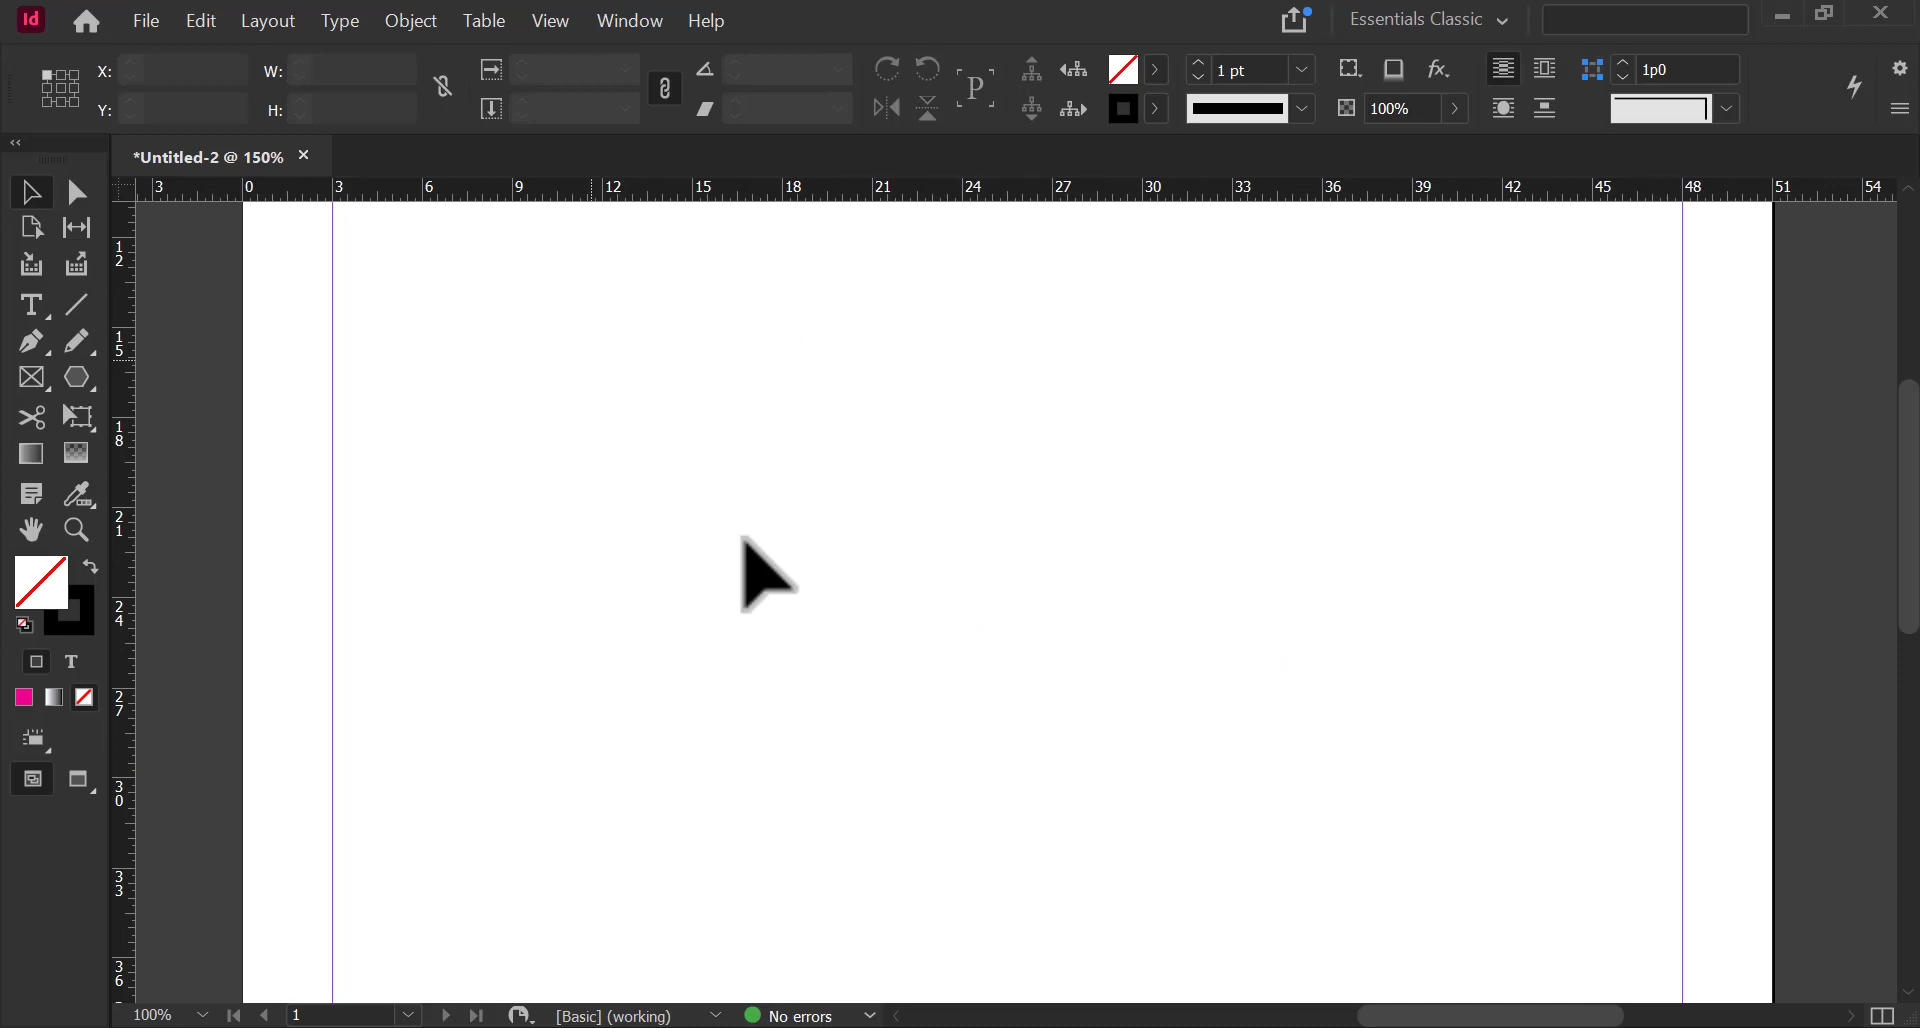 Id File Edit Layout Type Object Table View Window Help Essentials Classic
X: W: 1 pt 1p0
Y: H: P fx 100%
*Untitled-2 @ 150%
3 0 3 6 9 12 15 18 21 24 27 30 33 36 39 42 45 48 51 54
12
15
18
21
24
27
30
33
36
T
T
100% 1 [Basic] (working) No errors